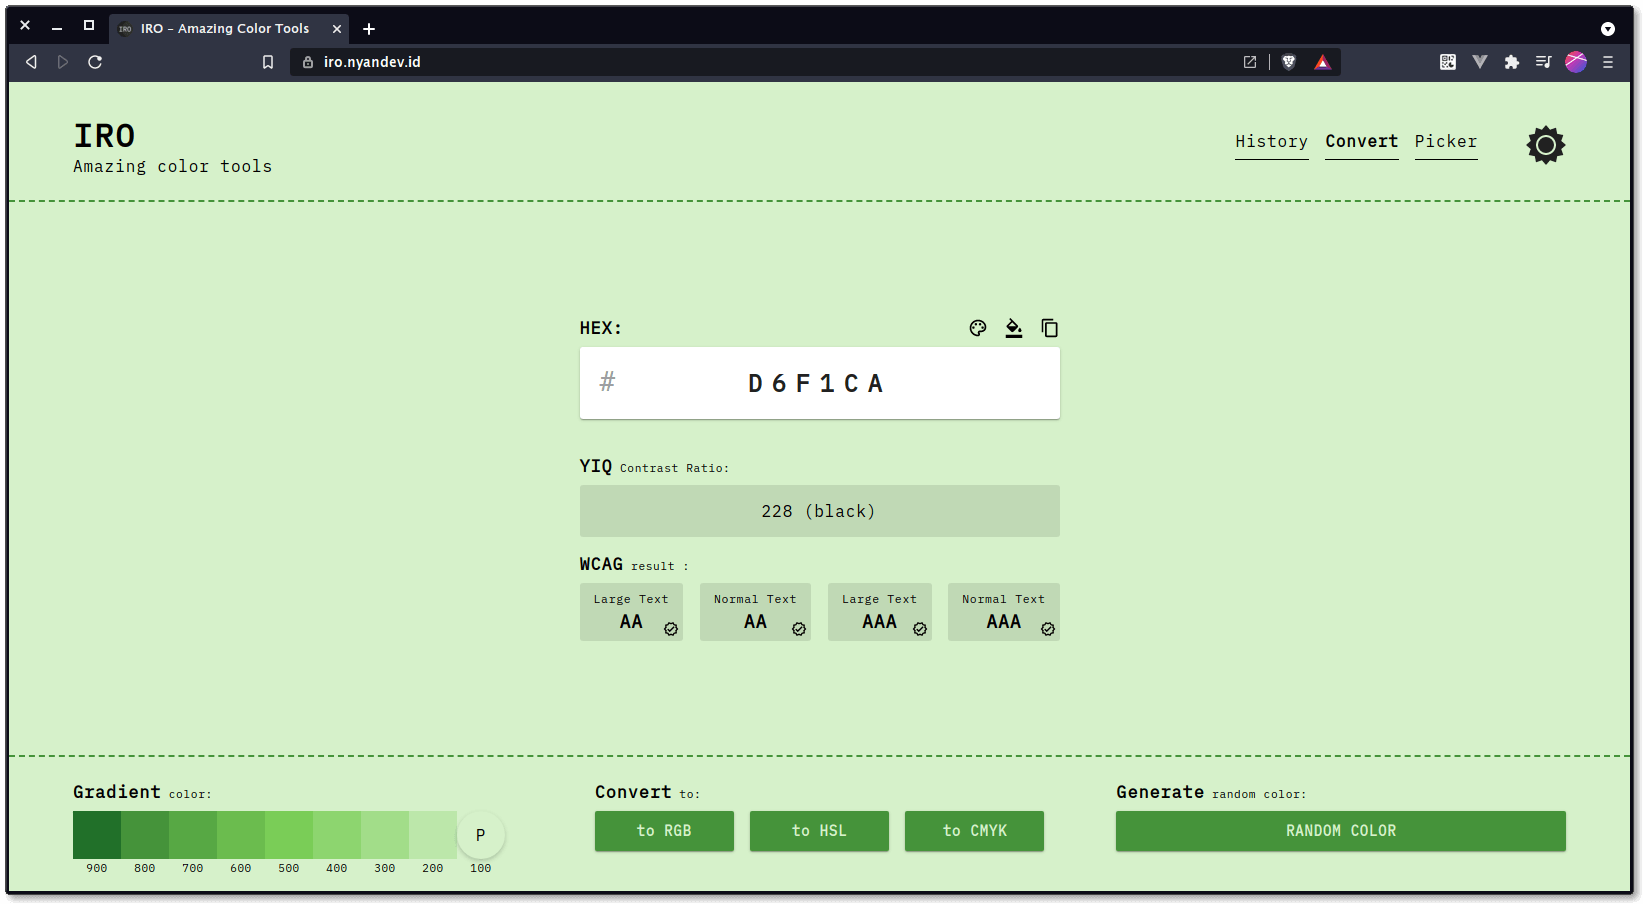 IRO IRO - Amazing Color Tools
iro.nyandev.id
IRO
Amazing color tools
History Convert Picker
HEX:
# D6F1CA
YIQ Contrast Ratio:
228 (black)
WCAG result :
Large Text Normal Text Large Text Normal Text
AA AA AAA AAA
Gradient color: Convert to: Generate random color:
P to RGB to HSL to CMYK RANDOM COLOR
900 800 700 600 500 400 300 200 100